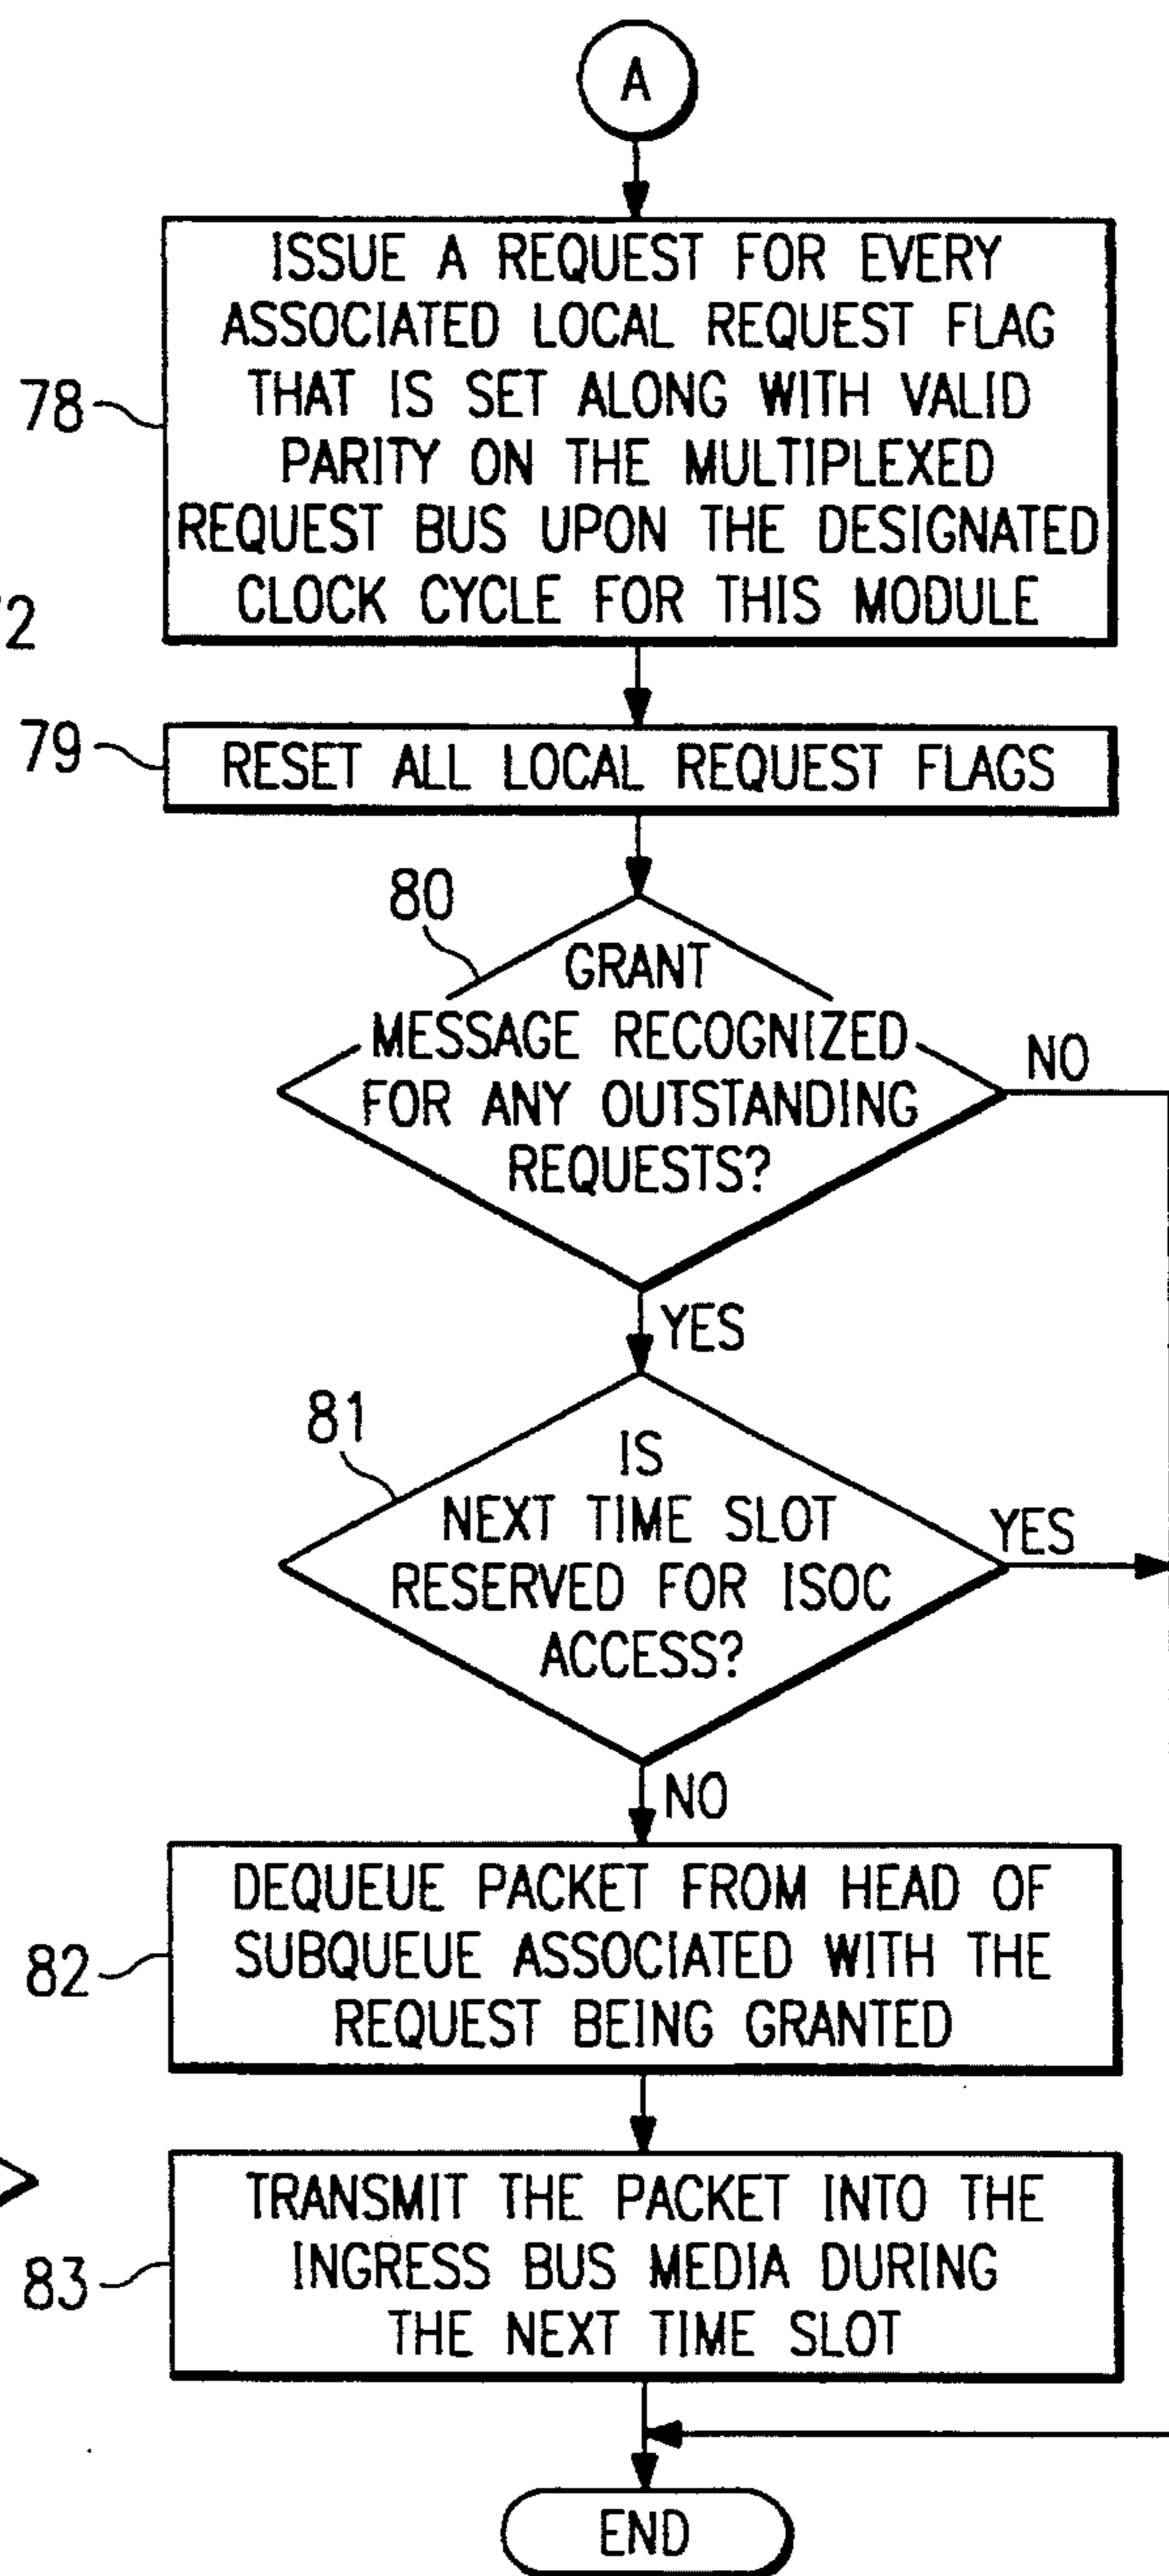 A
ISSUE A REQUEST FOR EVERY
ASSOCIATED LOCAL REQUEST FLAG
THAT IS SET ALONG WITH VALID
PARITY ON THE MULTIPLEXED
REQUEST BUS UPON THE DESIGNATED
CLOCK CYCLE FOR THIS MODULE
78
2
79
RESET ALL LOCAL REQUEST FLAGS
80
GRANT
MESSAGE RECOGNIZED
FOR ANY OUTSTANDING
REQUESTS?
NO
YES
81
IS
NEXT TIME SLOT
RESERVED FOR ISOC
ACCESS?
YES
NO
82
DEQUEUE PACKET FROM HEAD OF
SUBQUEUE ASSOCIATED WITH THE
REQUEST BEING GRANTED
83
TRANSMIT THE PACKET INTO THE
INGRESS BUS MEDIA DURING
THE NEXT TIME SLOT
END